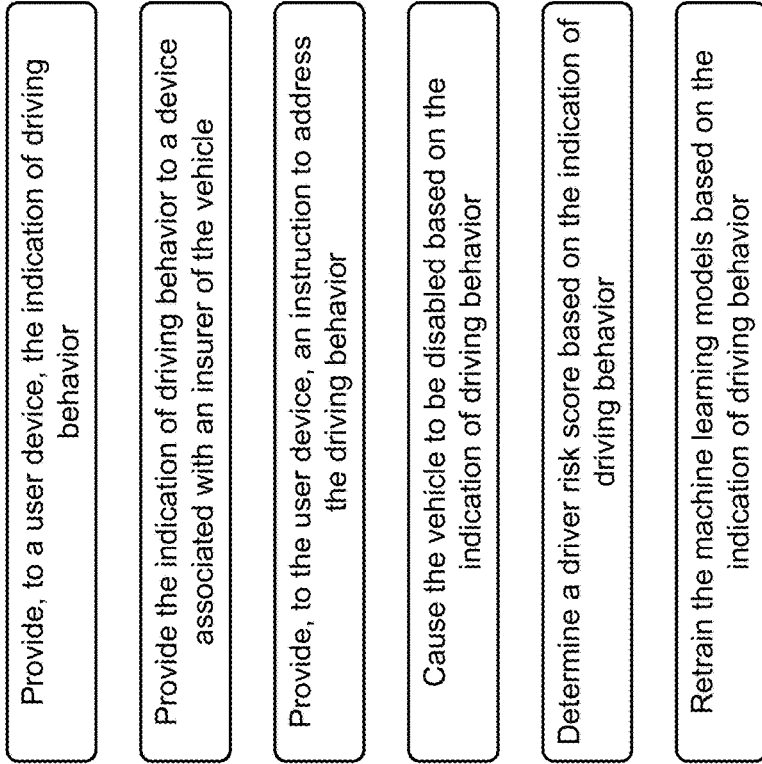 Provide, to a user device, the indication of driving
behavior
Provide the indication of driving behavior to a device
associated with an insurer of the vehicle
Provide, to the user device, an instruction to address
the driving behavior
Cause the vehicle to be disabled based on the
indication of driving behavior
Determine a driver risk score based on the indication of
driving behavior
Retrain the machine learning models based on the
indication of driving behavior